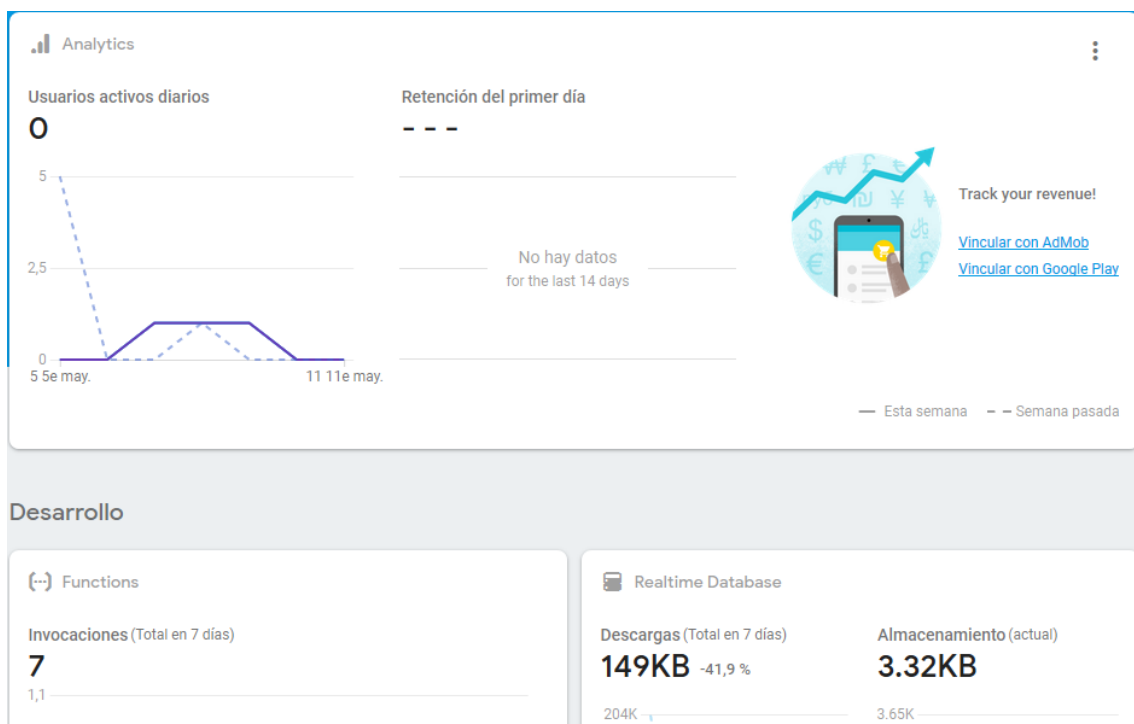 Analytics
Usuarios activos diarios
0
5
2,5
0
5 5e may.
11 11e may.
Retención del primer día
- - -
No hay datos
for the last 14 days
Track your revenue!
Vincular con AdMob
Vincular con Google Play
Esta semana
Semana pasada
Desarrollo
Functions
Invocaciones (Total en 7 días)
7
1,1
Realtime Database
Descargas (Total en 7 días)
149KB -41,9 %
204K
Almacenamiento (actual)
3.32KB
3.65K